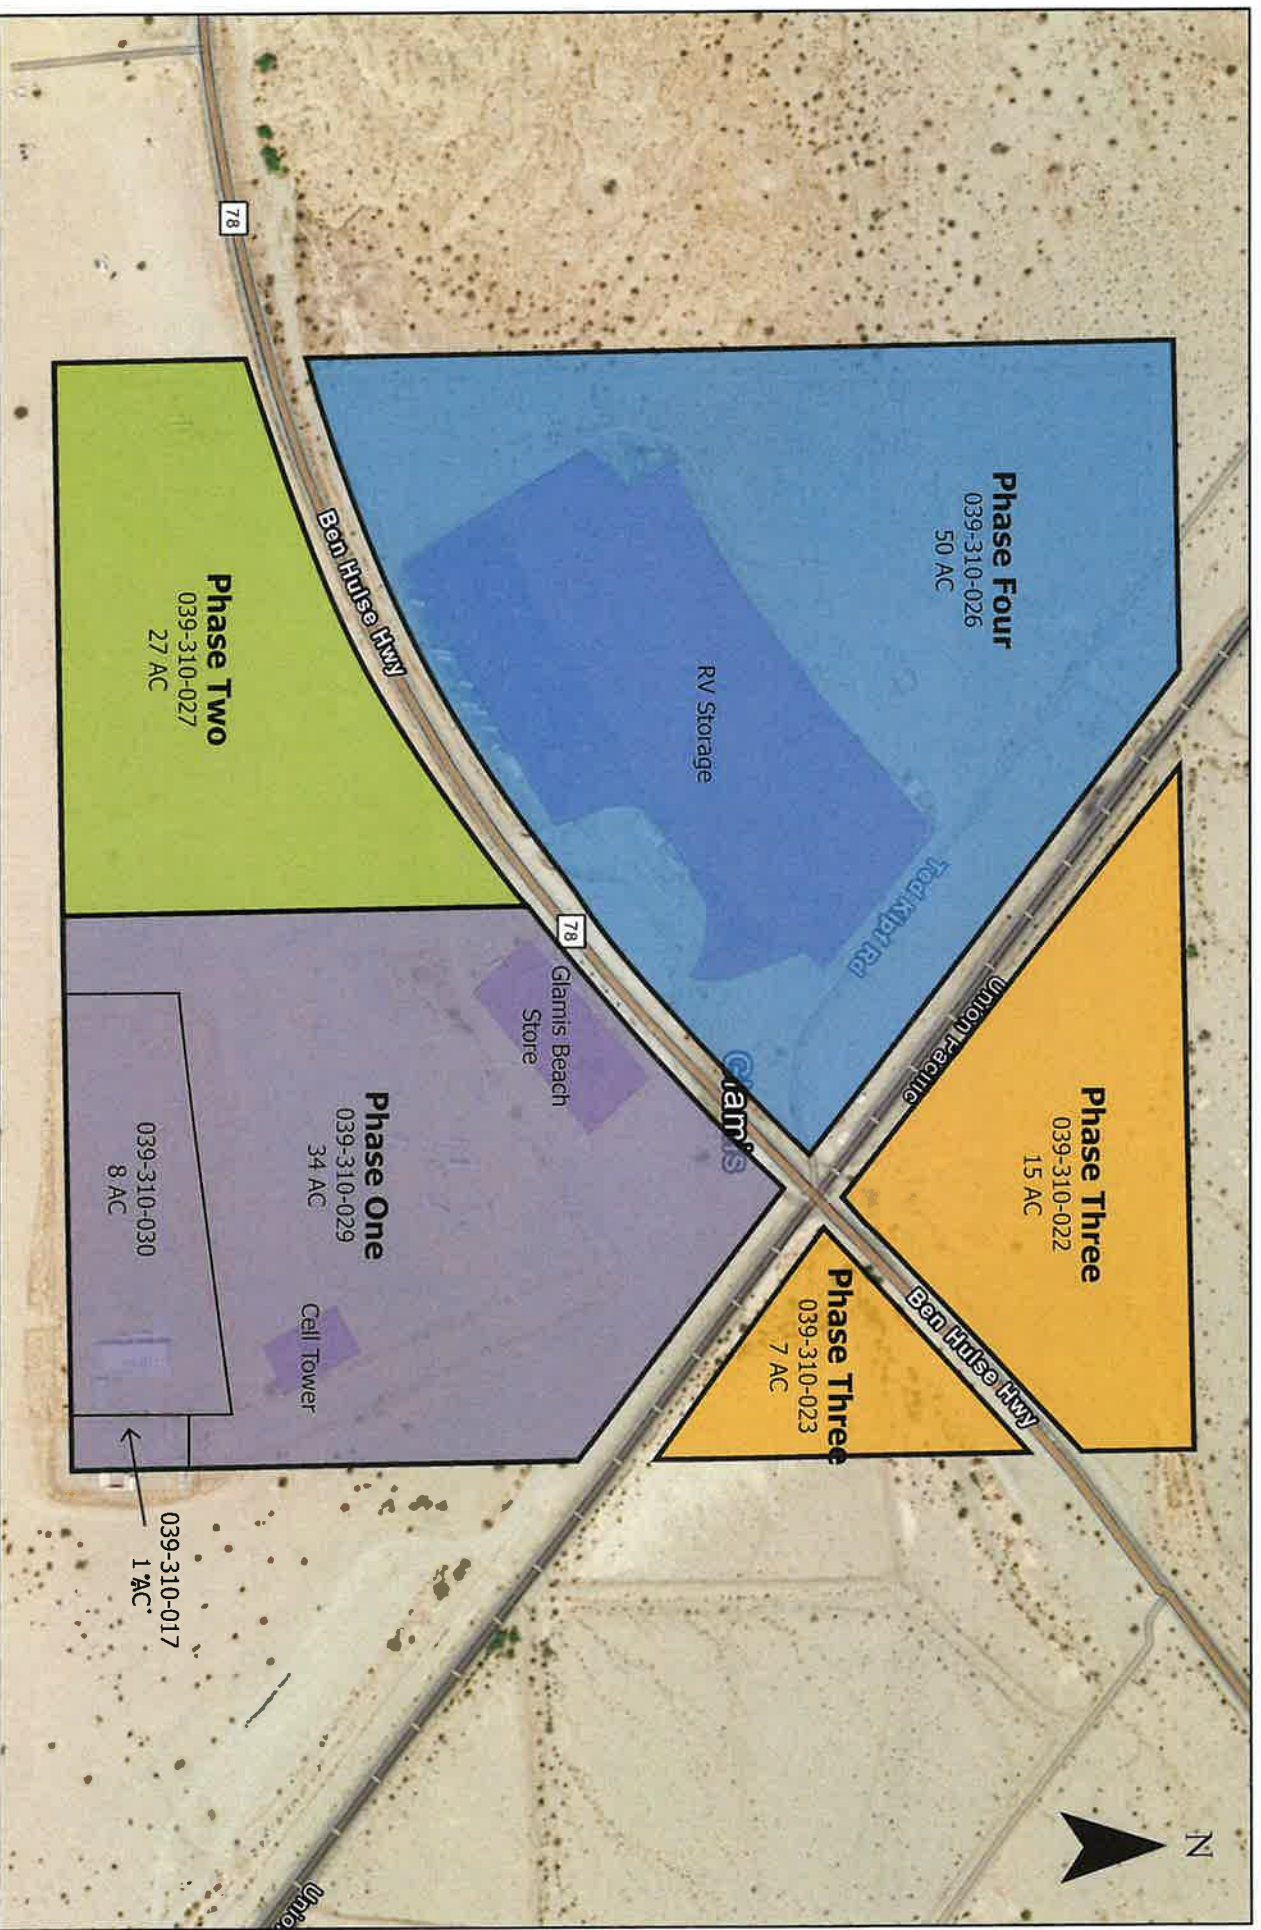 N
Phase Four
039-310-026
50 AC
Phase Three
039-310-022
15 AC
RV Storage
Ted Kipf Rd
Union Pacific
Phase Three
039-310-023
7 AC
Ben Hulse Hwy
Glamis
78
Ben Hulse Hwy
78
Glamis Beach
Store
Phase Two
039-310-027
27 AC
Phase One
039-310-029
34 AC
Cell Tower
039-310-030
8 AC
039-310-017
1 AC
Unio